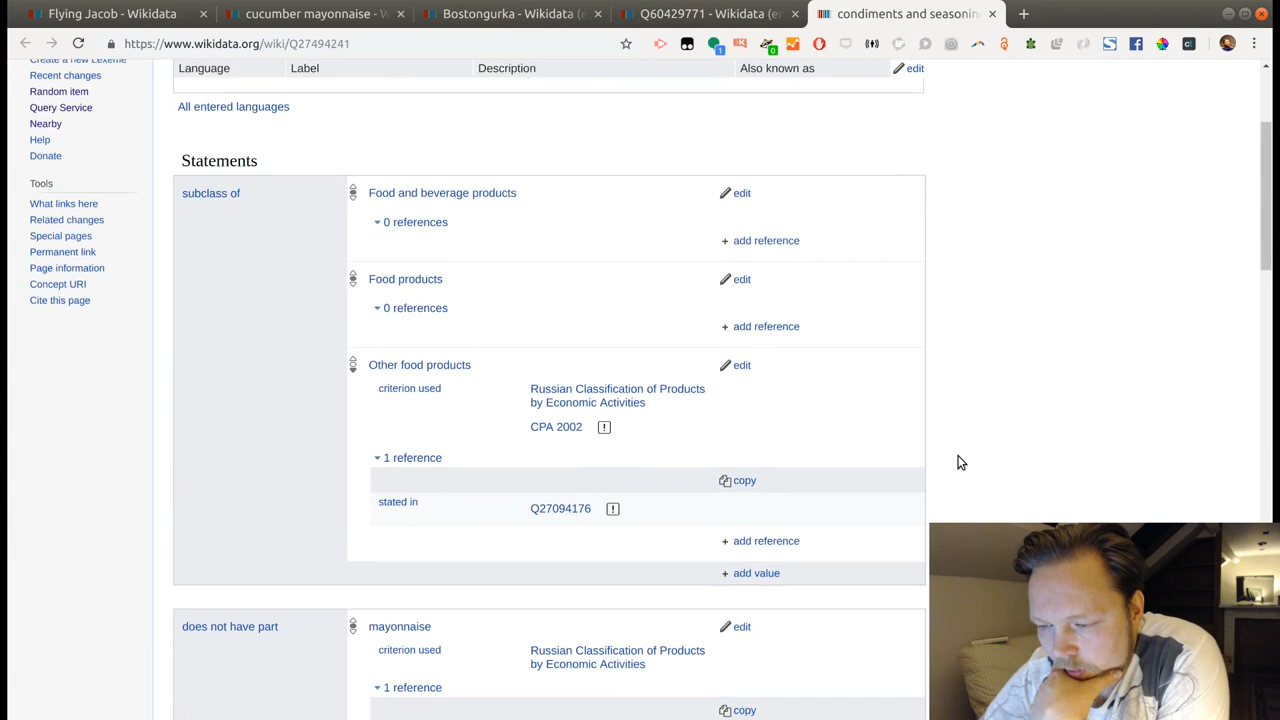 Flying Jacob - Wikidata
cucumber mayonnaise - W
Bostongurka - Wikidata (e
Q60429771 - Wikidata (en
condiments and seasonin
https://www.wikidata.org/wiki/Q27494241
Create a new Lexeme
Recent changes
Random item
Query Service
Nearby
Help
Donate
Tools
What links here
Related changes
Special pages
Permanent link
Page information
Concept URI
Cite this page
Language Label Description Also known as edit
All entered languages
Statements
subclass of
Food and beverage products edit
0 references
+ add reference
Food products edit
0 references
+ add reference
Other food products edit
criterion used Russian Classification of Products
by Economic Activities
CPA 2002 !
1 reference
copy
stated in Q27094176 !
+ add reference
+ add value
does not have part mayonnaise edit
criterion used Russian Classification of Products
by Economic Activities
1 reference
copy